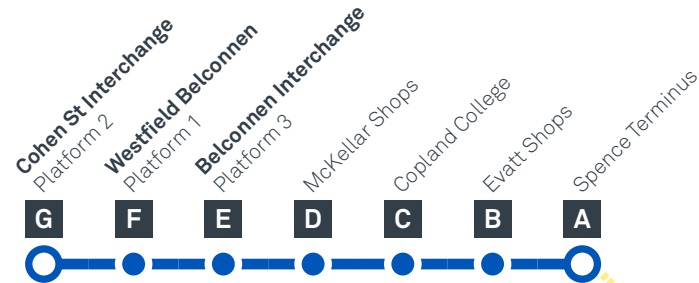 Cohen St Interchange
Platform 2
Westfield Belconnen
Platform 1
Belconnen Interchange
Platform 3
McKellar Shops
Copland College
Evatt Shops
Spence Terminus
G F E D C B A